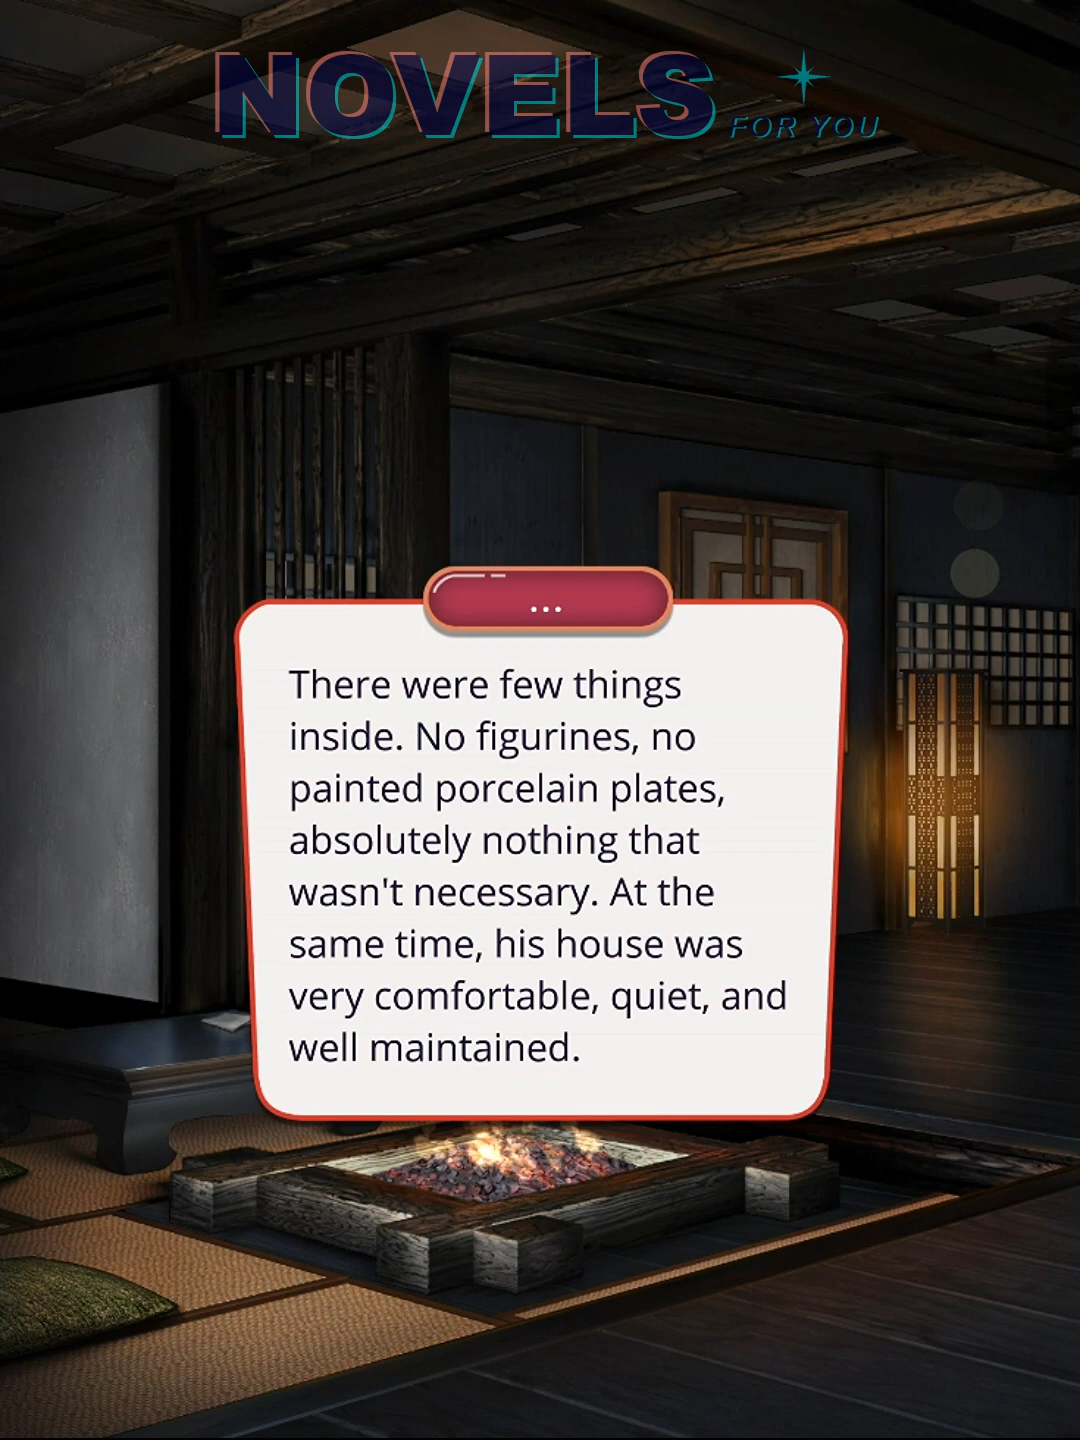 NOVELS
FOR YOU
...
There were few things
inside. No figurines, no
painted porcelain plates,
absolutely nothing that
wasn't necessary. At the
same time, his house was
very comfortable, quiet, and
well maintained.